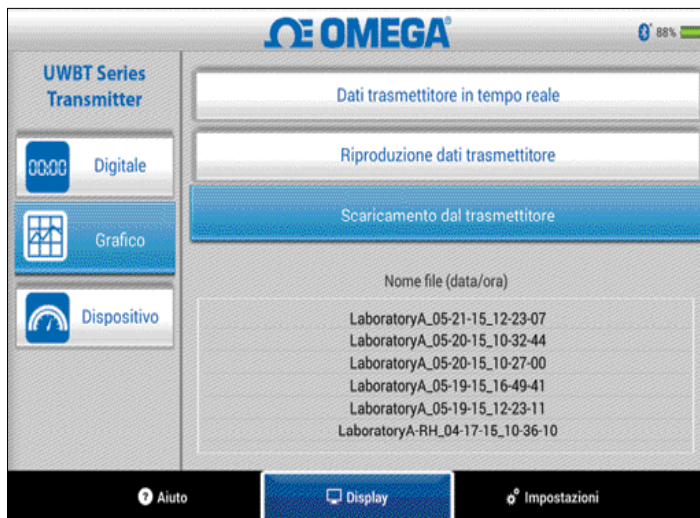 ΩE OMEGA®
88%
UWBT Series
Transmitter
00:00 Digitale
Grafico
Dispositivo
Dati trasmettitore in tempo reale
Riproduzione dati trasmettitore
Scaricamento dal trasmettitore
Nome file (data/ora)
LaboratoryA_05-21-15_12-23-07
LaboratoryA_05-20-15_10-32-44
LaboratoryA_05-20-15_10-27-00
LaboratoryA_05-19-15_16-49-41
LaboratoryA_05-19-15_12-23-11
LaboratoryA-RH_04-17-15_10-36-10
? Aiuto
Display
Impostazioni